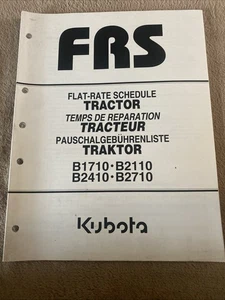 FRS
FLAT-RATE SCHEDULE
TRACTOR
TEMPS DE REPARATION
TRACTEUR
PAUSCHALGEBÜHRENLISTE
TRAKTOR
B1710·B2110
B2410·B2710
Kubota